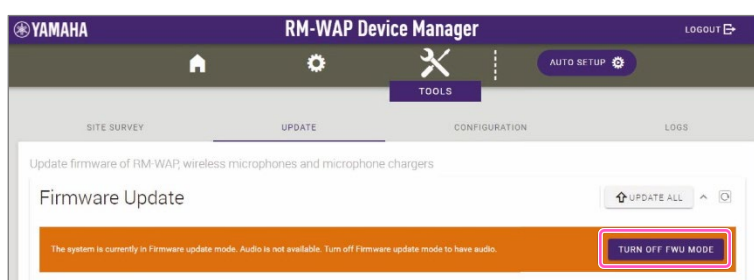 YAMAHA
RM-WAP Device Manager
LOGOUT
AUTO SETUP
TOOLS
SITE SURVEY
UPDATE
CONFIGURATION
LOGS
Update firmware of RM-WAP, wireless microphones and microphone chargers
Firmware Update
UPDATE ALL
The system is currently in Firmware update mode. Audio is not available. Turn off Firmware update mode to have audio.
TURN OFF FWU MODE